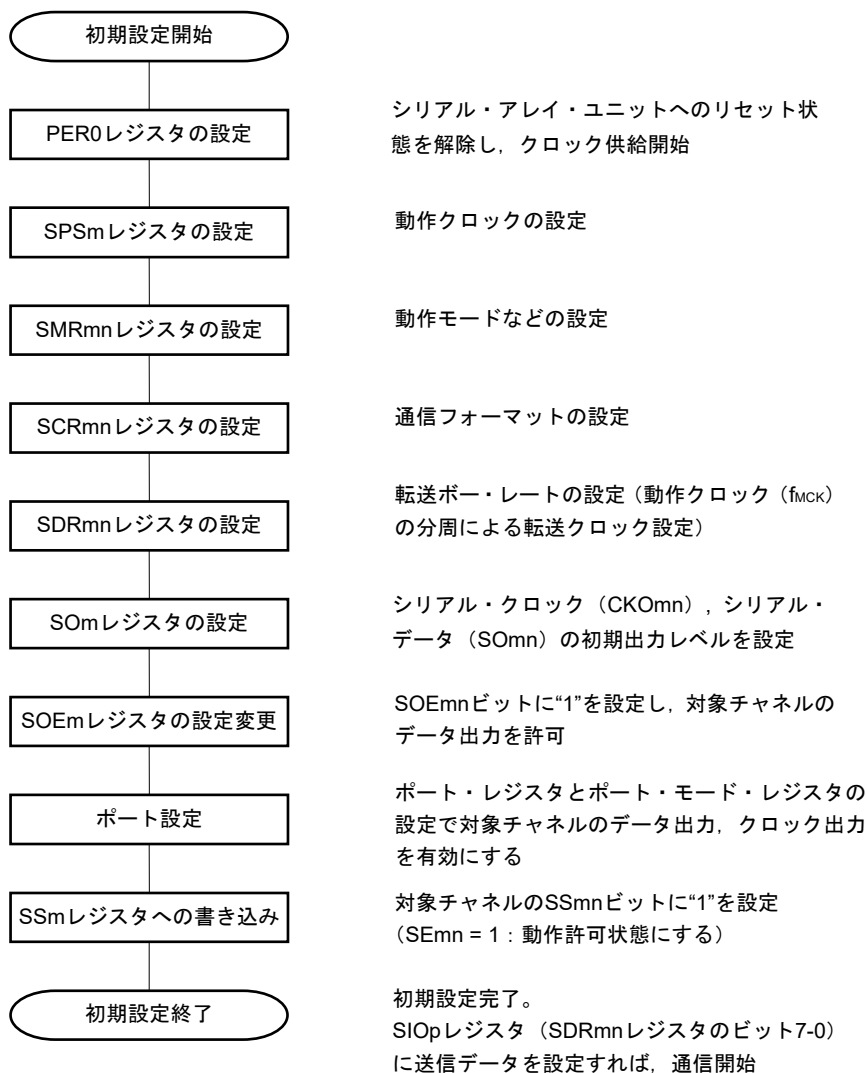 初期設定開始
PER0レジスタの設定
シリアル・アレイ・ユニットへのリセット状
態を解除し，クロック供給開始
SPSmレジスタの設定
動作クロックの設定
SMRmnレジスタの設定
動作モードなどの設定
SCRmnレジスタの設定
通信フォーマットの設定
SDRmnレジスタの設定
転送ボー・レートの設定（動作クロック（fMCK）
の分周による転送クロック設定）
SOmレジスタの設定
シリアル・クロック（CKOmn）, シリアル・
データ（SOmn）の初期出力レベルを設定
SOEmレジスタの設定変更
SOEmnビットに“1”を設定し，対象チャネルの
データ出力を許可
ポート設定
ポート・レジスタとポート・モード・レジスタの
設定で対象チャネルのデータ出力，クロック出力
を有効にする
SSmレジスタへの書き込み
対象チャネルのSSmnビットに“1”を設定
（SEmn = 1：動作許可状態にする）
初期設定終了
初期設定完了。
SIOpレジスタ（SDRmnレジスタのビット7-0）
に送信データを設定すれば，通信開始